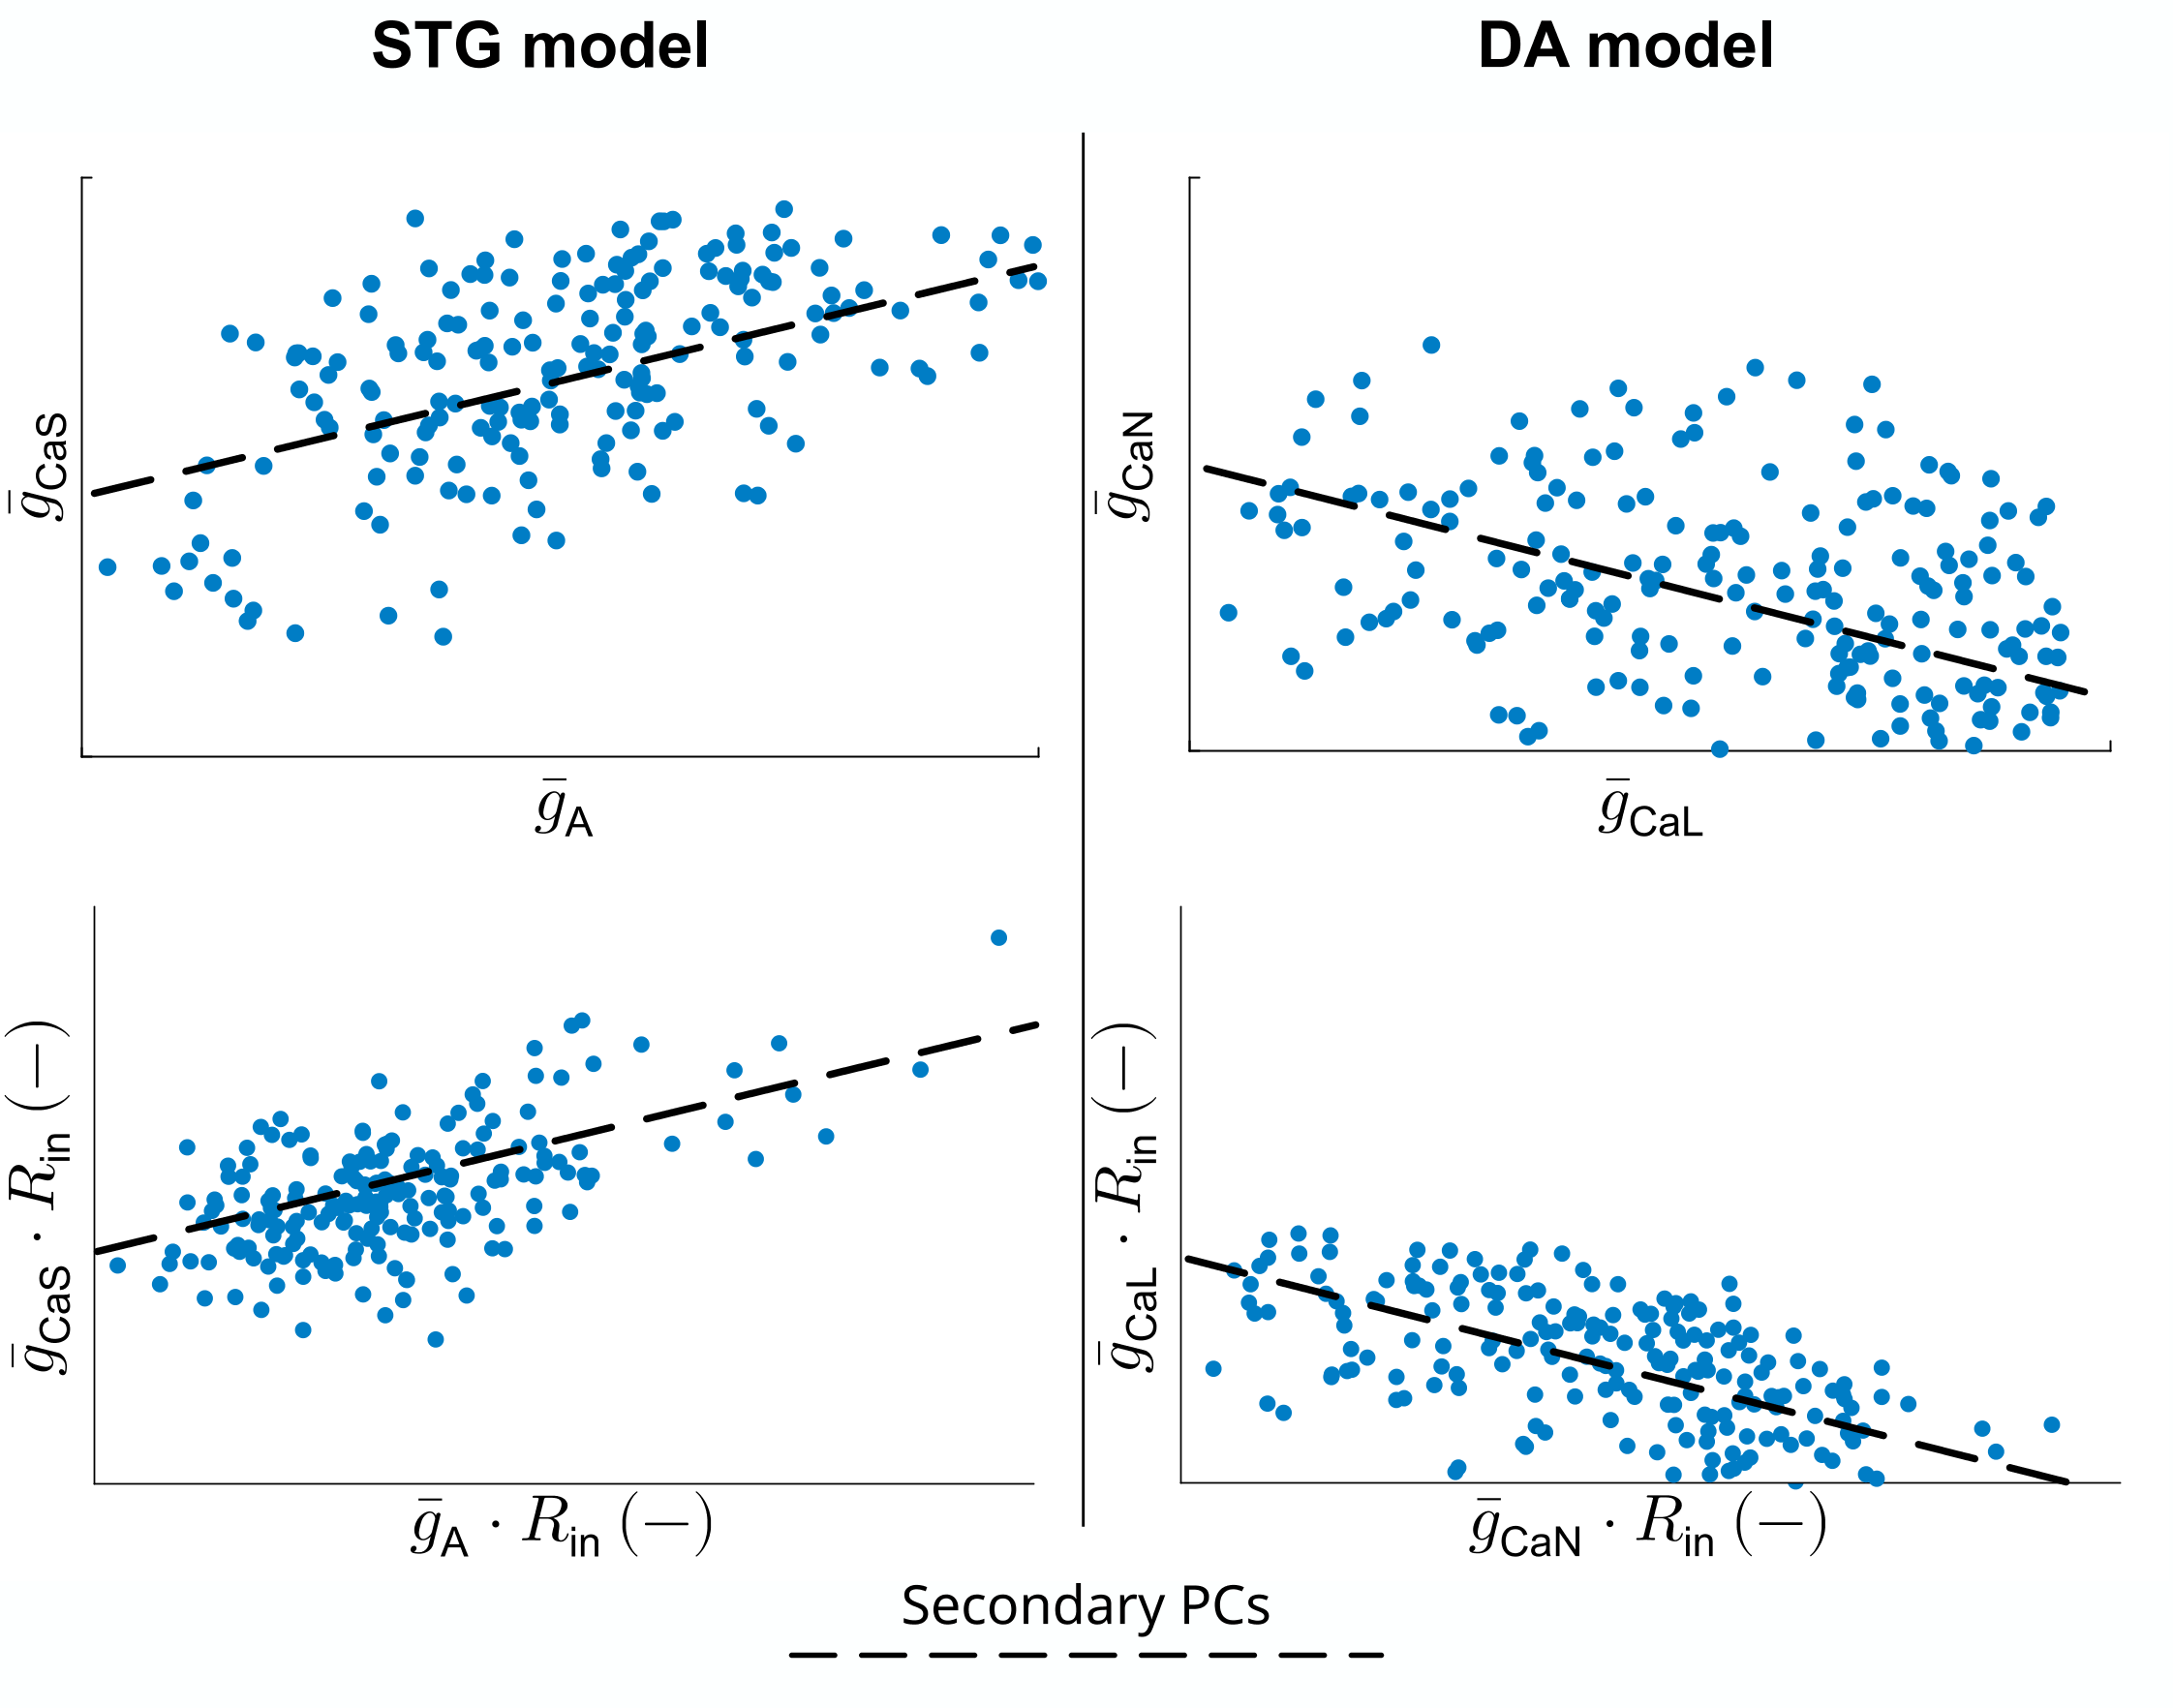 STG model
DA model
ḡCaS
ḡA
ḡCaN
ḡCaL
ḡCaS · Rin (−)
ḡA · Rin (−)
ḡCaL · Rin (−)
ḡCaN · Rin (−)
Secondary PCs